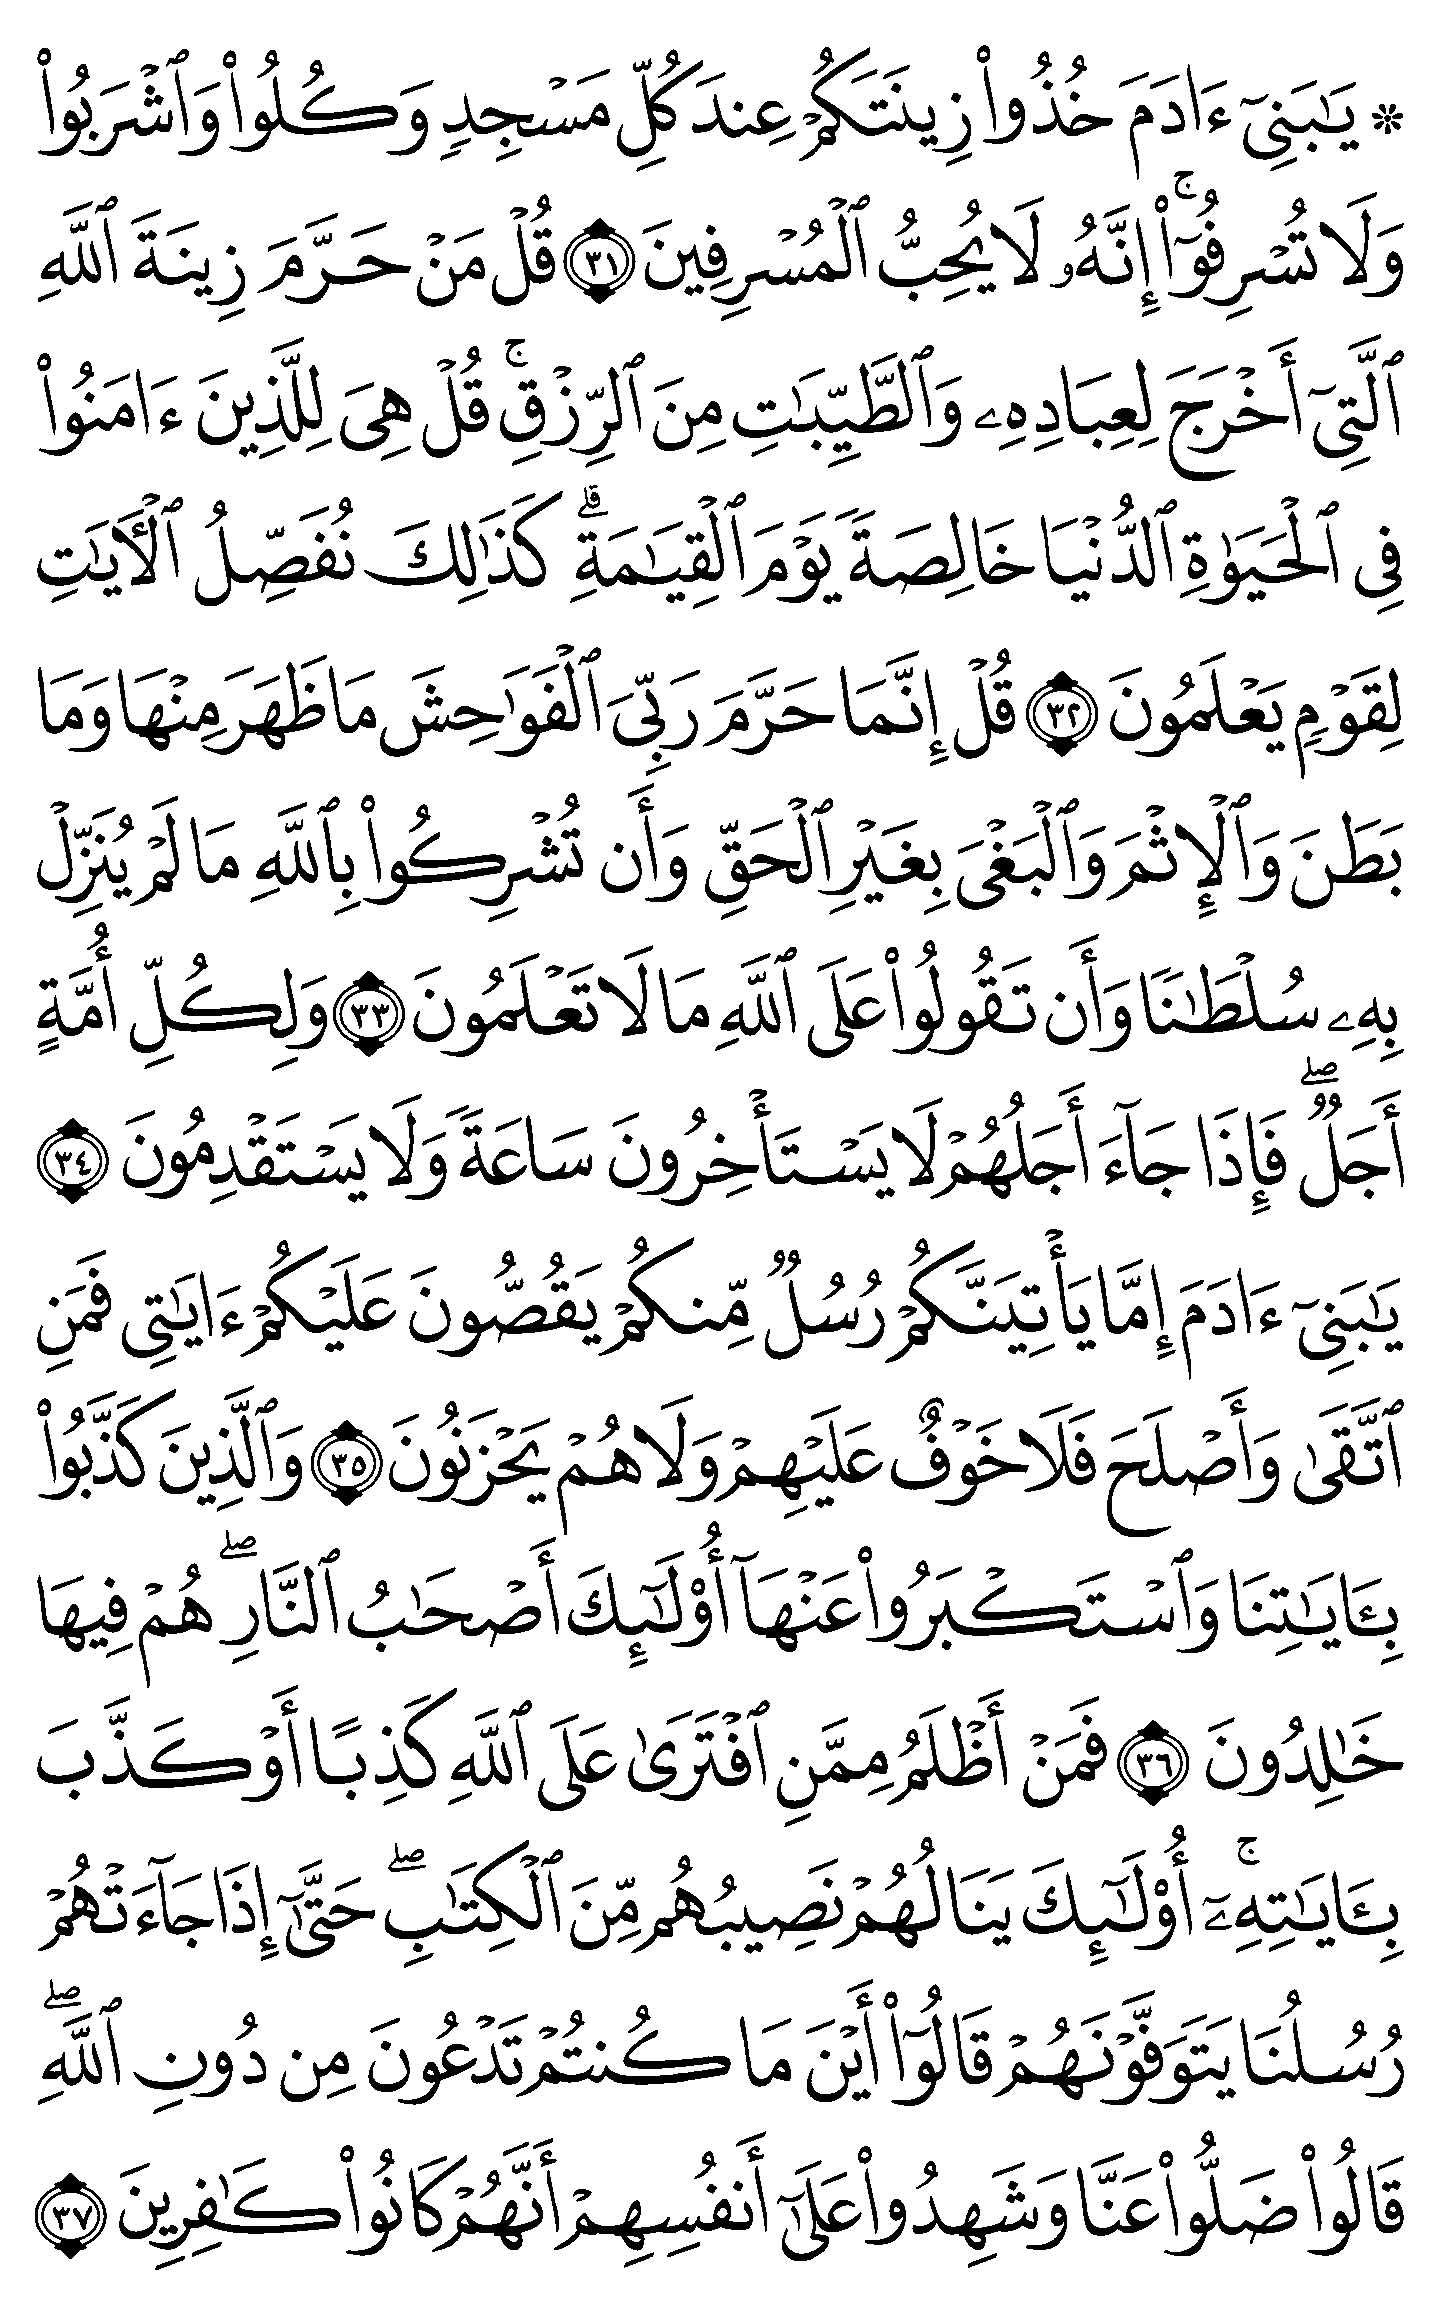 ۞ يَٰبَنِىٓ ءَادَمَ خُذُوا۟ زِينَتَكُمْ عِندَ كُلِّ مَسْجِدٍ وَكُلُوا۟ وَٱشْرَبُوا۟
وَلَا تُسْرِفُوٓا۟ ۚ إِنَّهُۥ لَا يُحِبُّ ٱلْمُسْرِفِينَ ٣١ قُلْ مَنْ حَرَّمَ زِينَةَ ٱللَّهِ
ٱلَّتِىٓ أَخْرَجَ لِعِبَادِهِۦ وَٱلطَّيِّبَٰتِ مِنَ ٱلرِّزْقِ ۚ قُلْ هِىَ لِلَّذِينَ ءَامَنُوا۟
فِى ٱلْحَيَوٰةِ ٱلدُّنْيَا خَالِصَةً يَوْمَ ٱلْقِيَٰمَةِ ۗ كَذَٰلِكَ نُفَصِّلُ ٱلْءَايَٰتِ
لِقَوْمٍ يَعْلَمُونَ ٣٢ قُلْ إِنَّمَا حَرَّمَ رَبِّىَ ٱلْفَوَٰحِشَ مَا ظَهَرَ مِنْهَا وَمَا
بَطَنَ وَٱلْإِثْمَ وَٱلْبَغْىَ بِغَيْرِ ٱلْحَقِّ وَأَن تُشْرِكُوا۟ بِٱللَّهِ مَا لَمْ يُنَزِّلْ
بِهِۦ سُلْطَٰنًا وَأَن تَقُولُوا۟ عَلَى ٱللَّهِ مَا لَا تَعْلَمُونَ ٣٣ وَلِكُلِّ أُمَّةٍ
أَجَلٌ ۖ فَإِذَا جَآءَ أَجَلُهُمْ لَا يَسْتَأْخِرُونَ سَاعَةً وَلَا يَسْتَقْدِمُونَ ٣٤
يَٰبَنِىٓ ءَادَمَ إِمَّا يَأْتِيَنَّكُمْ رُسُلٌ مِّنكُمْ يَقُصُّونَ عَلَيْكُمْ ءَايَٰتِى فَمَنِ
ٱتَّقَىٰ وَأَصْلَحَ فَلَا خَوْفٌ عَلَيْهِمْ وَلَا هُمْ يَحْزَنُونَ ٣٥ وَٱلَّذِينَ كَذَّبُوا۟
بِـَٔايَٰتِنَا وَٱسْتَكْبَرُوا۟ عَنْهَآ أُو۟لَٰٓئِكَ أَصْحَٰبُ ٱلنَّارِ ۖ هُمْ فِيهَا
خَٰلِدُونَ ٣٦ فَمَنْ أَظْلَمُ مِمَّنِ ٱفْتَرَىٰ عَلَى ٱللَّهِ كَذِبًا أَوْ كَذَّبَ
بِـَٔايَٰتِهِۦٓ ۚ أُو۟لَٰٓئِكَ يَنَالُهُمْ نَصِيبُهُم مِّنَ ٱلْكِتَٰبِ ۖ حَتَّىٰٓ إِذَا جَآءَتْهُمْ
رُسُلُنَا يَتَوَفَّوْنَهُمْ قَالُوٓا۟ أَيْنَ مَا كُنتُمْ تَدْعُونَ مِن دُونِ ٱللَّهِ ۖ
قَالُوا۟ ضَلُّوا۟ عَنَّا وَشَهِدُوا۟ عَلَىٰٓ أَنفُسِهِمْ أَنَّهُمْ كَانُوا۟ كَٰفِرِينَ ٣٧